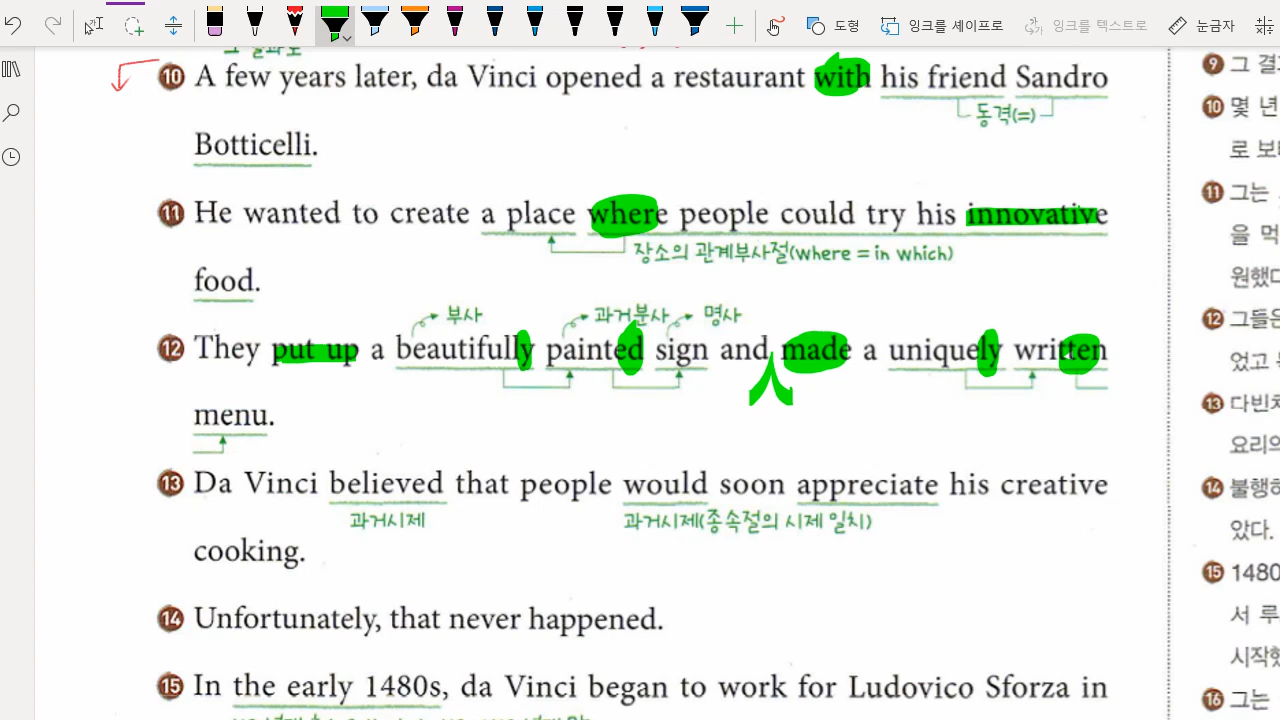 도형
잉크를 셰이프로
잉크를 텍스트로
눈금자
⑩ A few years later, da Vinci opened a restaurant with his friend Sandro
동격(=)
Botticelli.
⑪ He wanted to create a place where people could try his innovative
장소의 관계부사절(where = in which)
food.
부사 과거분사 명사
⑫ They put up a beautifully painted sign and made a uniquely written
menu.
⑬ Da Vinci believed that people would soon appreciate his creative
과거시제 과거시제(종속절의 시제 일치)
cooking.
⑭ Unfortunately, that never happened.
⑮ In the early 1480s, da Vinci began to work for Ludovico Sforza in
⑨ 그 결
⑩ 몇 년
로 보
⑪ 그는
을 먹
원했다
⑫ 그들은
었고
⑬ 다빈치
요리의
⑭ 불행히
았다.
⑮ 1480
서 루
시작했
⑯ 그는